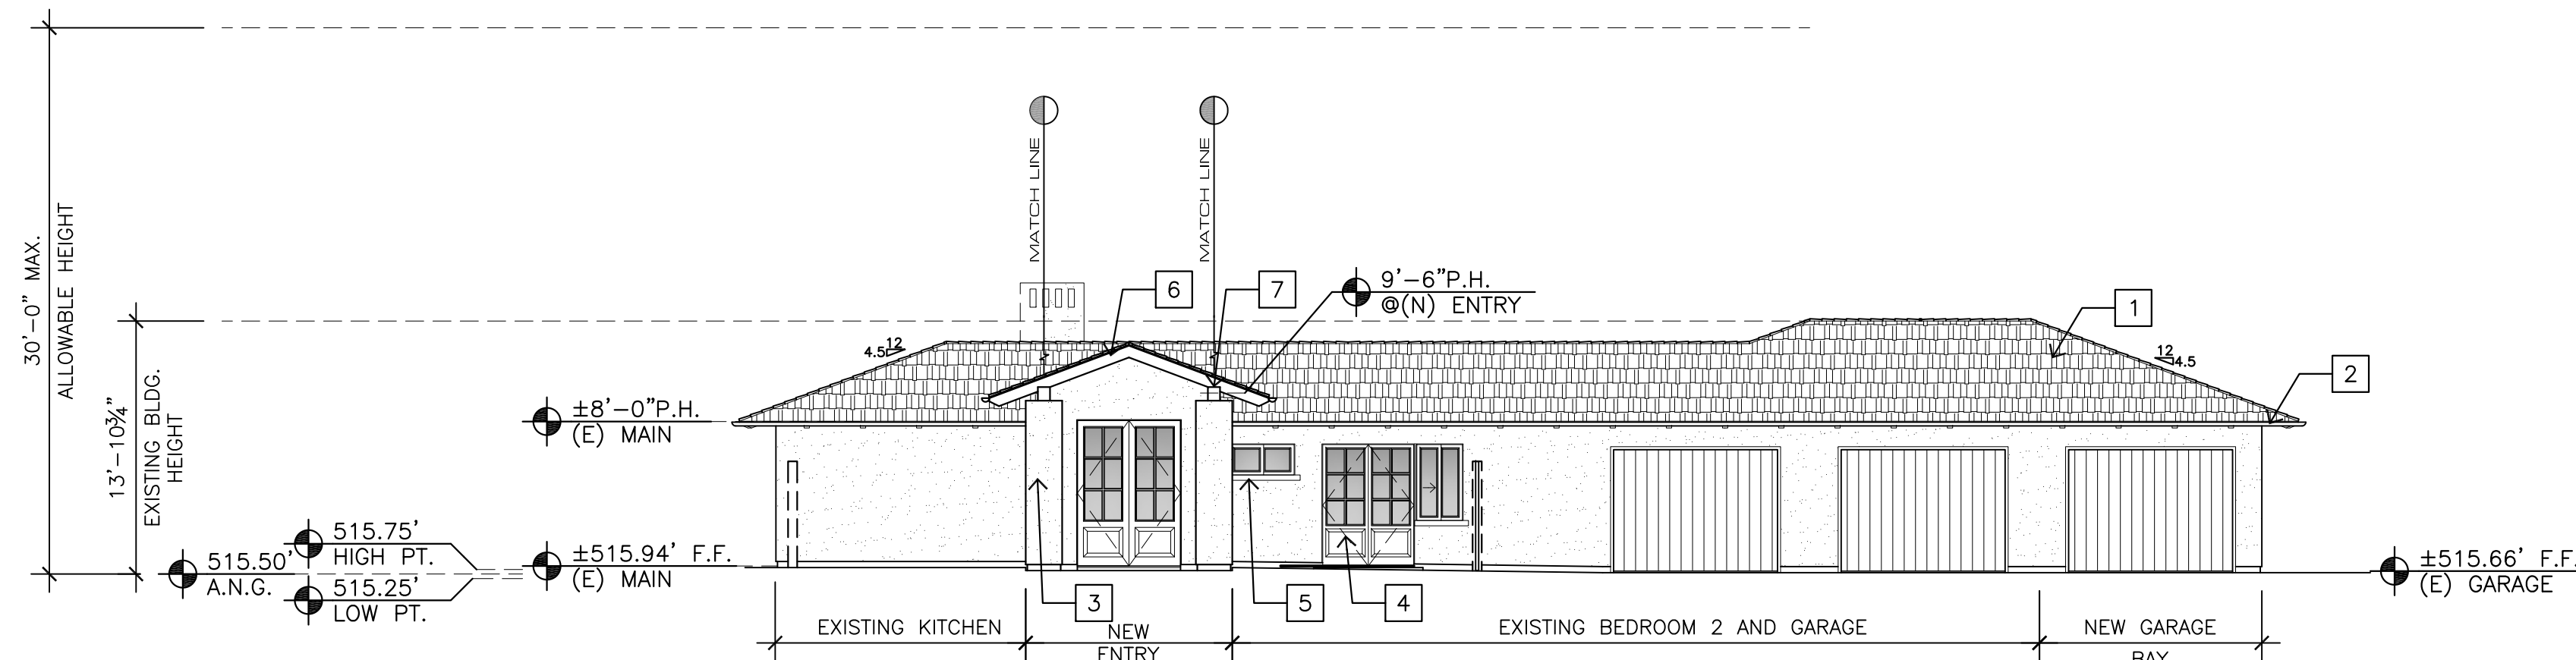 30'-0" MAX.
ALLOWABLE HEIGHT
13'-10¾"
EXISTING BLDG.
HEIGHT
515.50'
A.N.G.
515.75'
HIGH PT.
515.25'
LOW PT.
±8'-0"P.H.
(E) MAIN
±515.94' F.F.
(E) MAIN
MATCH LINE
MATCH LINE
6
7
9'-6"P.H.
@(N) ENTRY
1
2
12
4.5
12
4.5
3
5
4
EXISTING KITCHEN
NEW
ENTRY
EXISTING BEDROOM 2 AND GARAGE
NEW GARAGE
BAY
±515.66' F.F.
(E) GARAGE